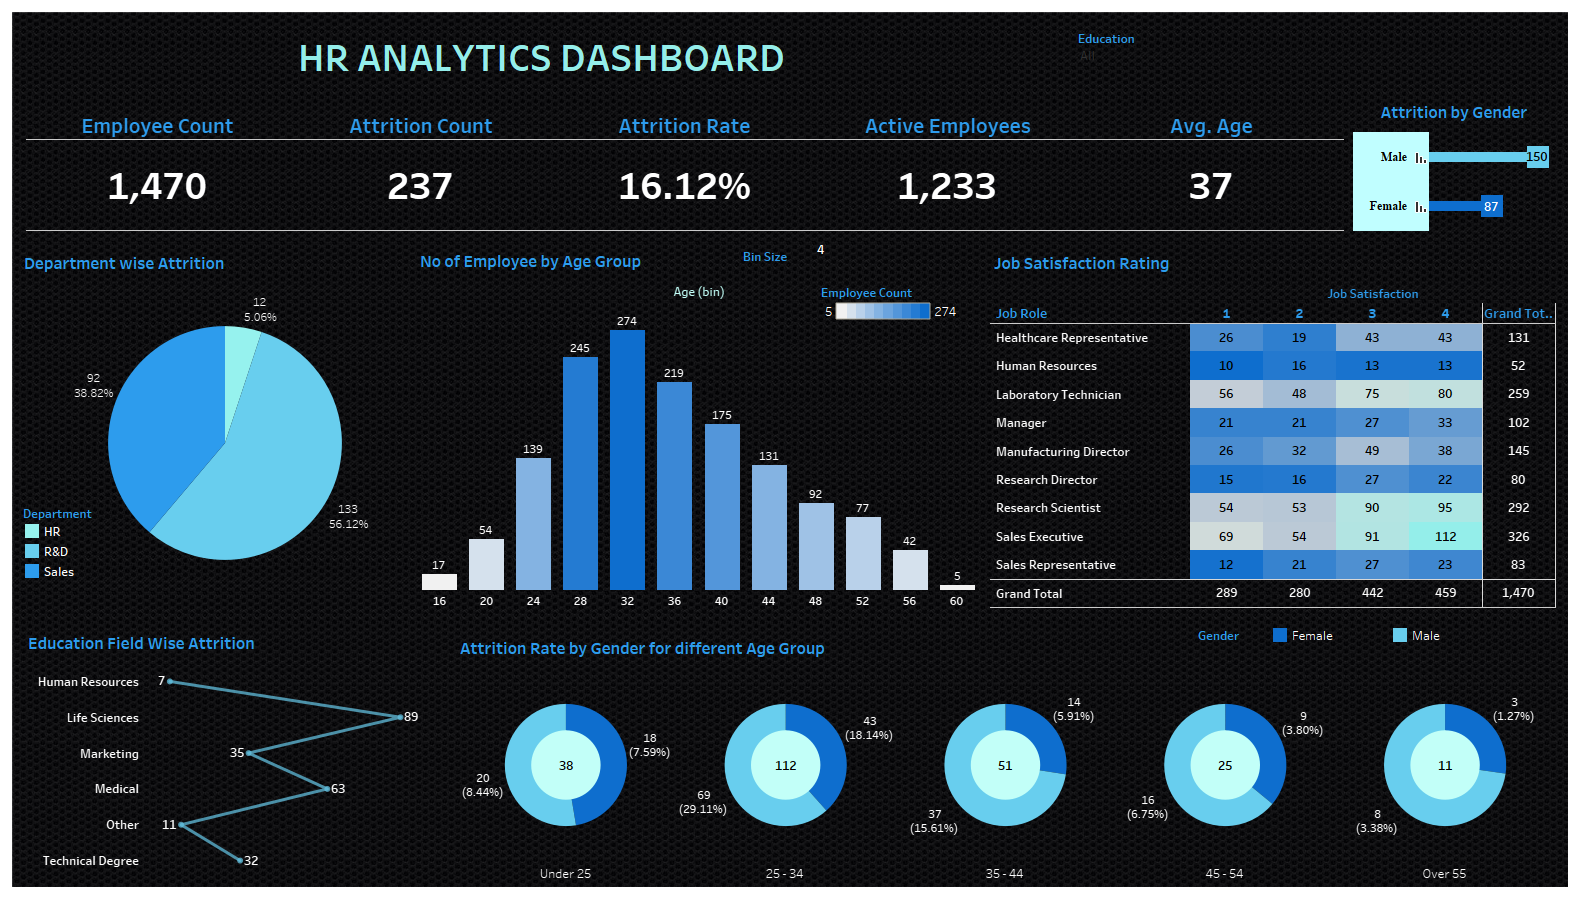 HR ANALYTICS DASHBOARD
Education
All
Employee Count
Attrition Count
Attrition Rate
Active Employees
Avg. Age
1,470
237
16.12%
1,233
37
Attrition by Gender
Male 150
Female 87
Department wise Attrition
12
5.06%
92
38.82%
133
56.12%
Department
HR
R&D
Sales
No of Employee by Age Group
Bin Size 4
Age (bin)
Employee Count
5 274
17 54 139 245 274 219 175 131 92 77 42 5
16 20 24 28 32 36 40 44 48 52 56 60
Job Satisfaction Rating
Job Satisfaction
Job Role 1 2 3 4 Grand Tot..
Healthcare Representative 26 19 43 43 131
Human Resources 10 16 13 13 52
Laboratory Technician 56 48 75 80 259
Manager 21 21 27 33 102
Manufacturing Director 26 32 49 38 145
Research Director 15 16 27 22 80
Research Scientist 54 53 90 95 292
Sales Executive 69 54 91 112 326
Sales Representative 12 21 27 23 83
Grand Total 289 280 442 459 1,470
Education Field Wise Attrition
Human Resources 7
Life Sciences 89
Marketing 35
Medical 63
Other 11
Technical Degree 32
Attrition Rate by Gender for different Age Group
Gender Female Male
18
(7.59%)
38
20
(8.44%)
Under 25
43
(18.14%)
112
69
(29.11%)
25 - 34
14
(5.91%)
51
37
(15.61%)
35 - 44
9
(3.80%)
25
16
(6.75%)
45 - 54
3
(1.27%)
11
8
(3.38%)
Over 55